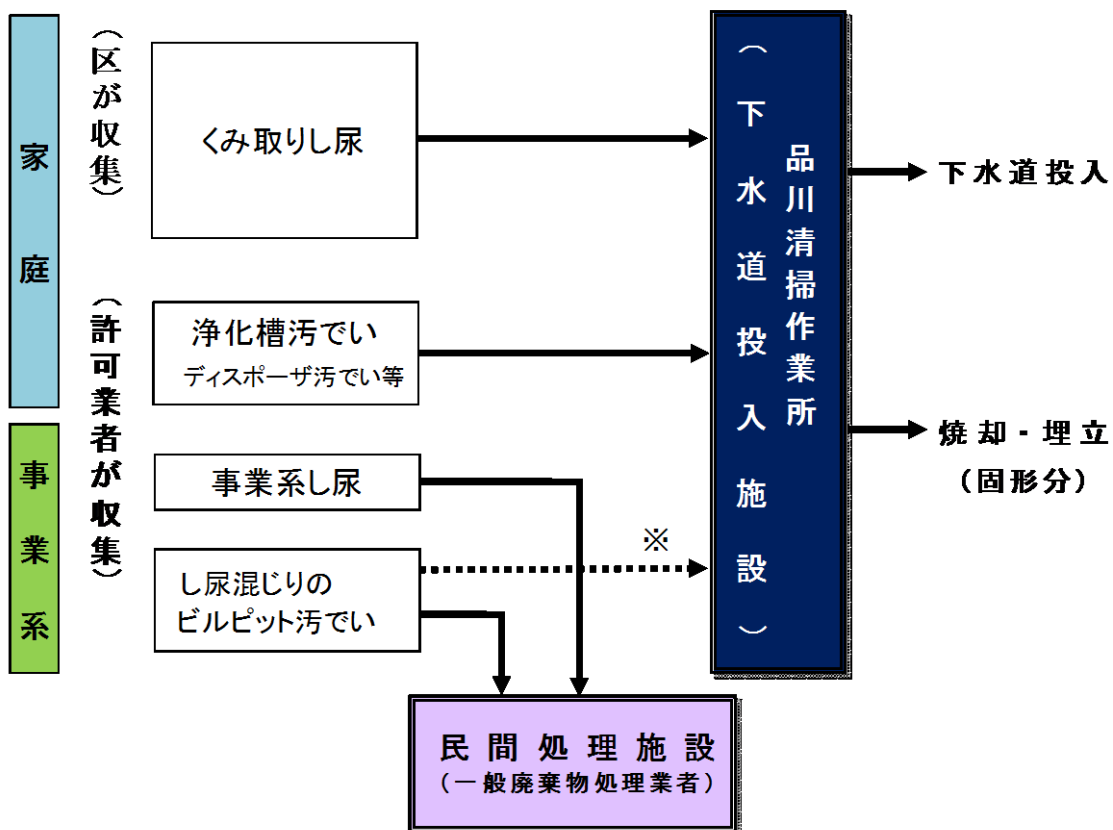 家庭
(区が収集)
くみ取りし尿
(許可業者が収集)
浄化槽汚でい
ディスポーザ汚でい等
事業系
事業系し尿
し尿混じりの
ビルピット汚でい
※
品川清掃作業所
(下水道投入施設)
下水道投入
焼却・埋立
(固形分)
民間処理施設
(一般廃棄物処理業者)